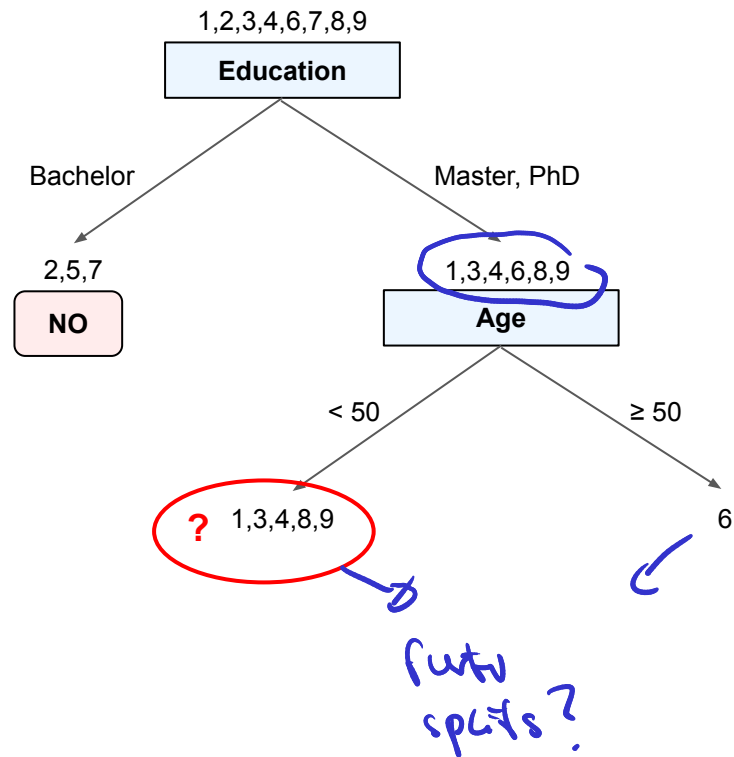 1,2,3,4,6,7,8,9
Education
Bachelor
Master, PhD
2,5,7
1,3,4,6,8,9
NO
Age
< 50
≥ 50
? 1,3,4,8,9
6
splits?